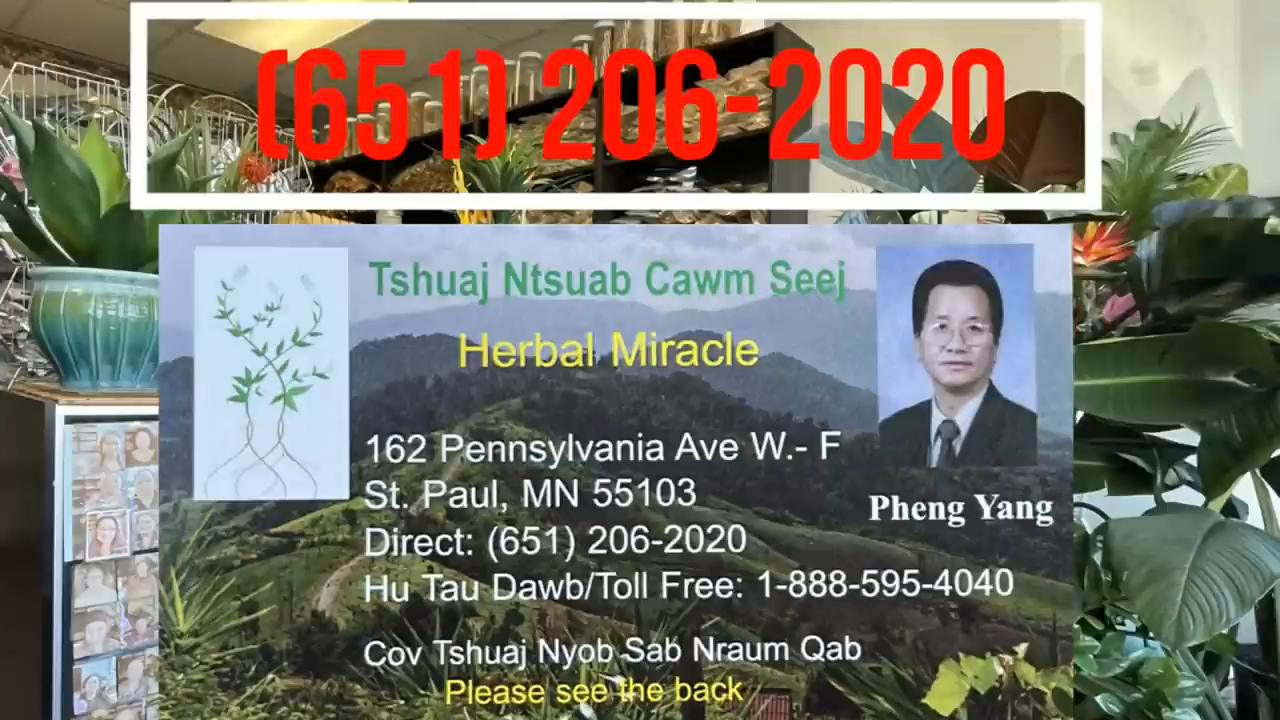 (651) 206-2020
Tshuaj Ntsuab Cawm Seej
Herbal Miracle
162 Pennsylvania Ave W.- F
St. Paul, MN 55103
Direct: (651) 206-2020
Hu Tau Dawb/Toll Free: 1-888-595-4040
Pheng Yang
Cov Tshuaj Nyob Sab Nraum Qab
Please see the back